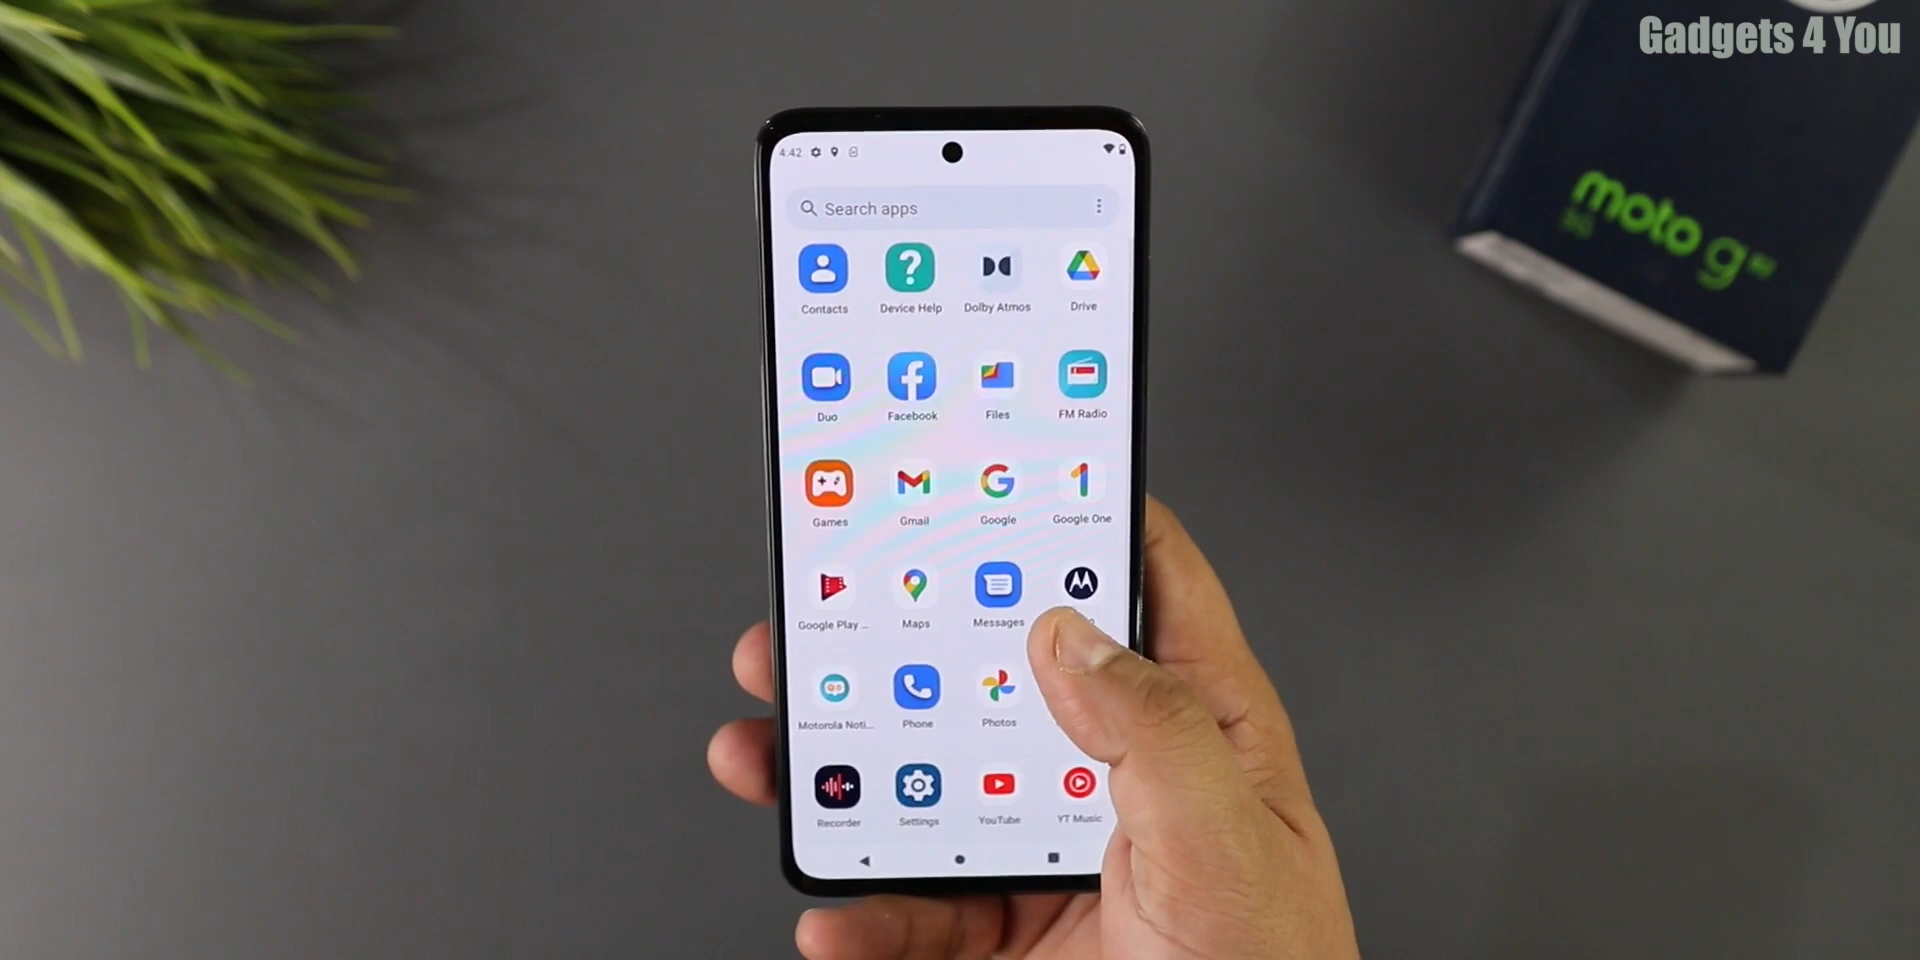 Gadgets 4 You
4:42
Search apps
Contacts
Device Help
Dolby Atmos
Drive
Duo
Facebook
Files
FM Radio
Games
Gmail
Google
Google One
Google Play ...
Maps
Messages
Motorola Noti...
Phone
Photos
Recorder
Settings
YouTube
YT Music
moto g
5G